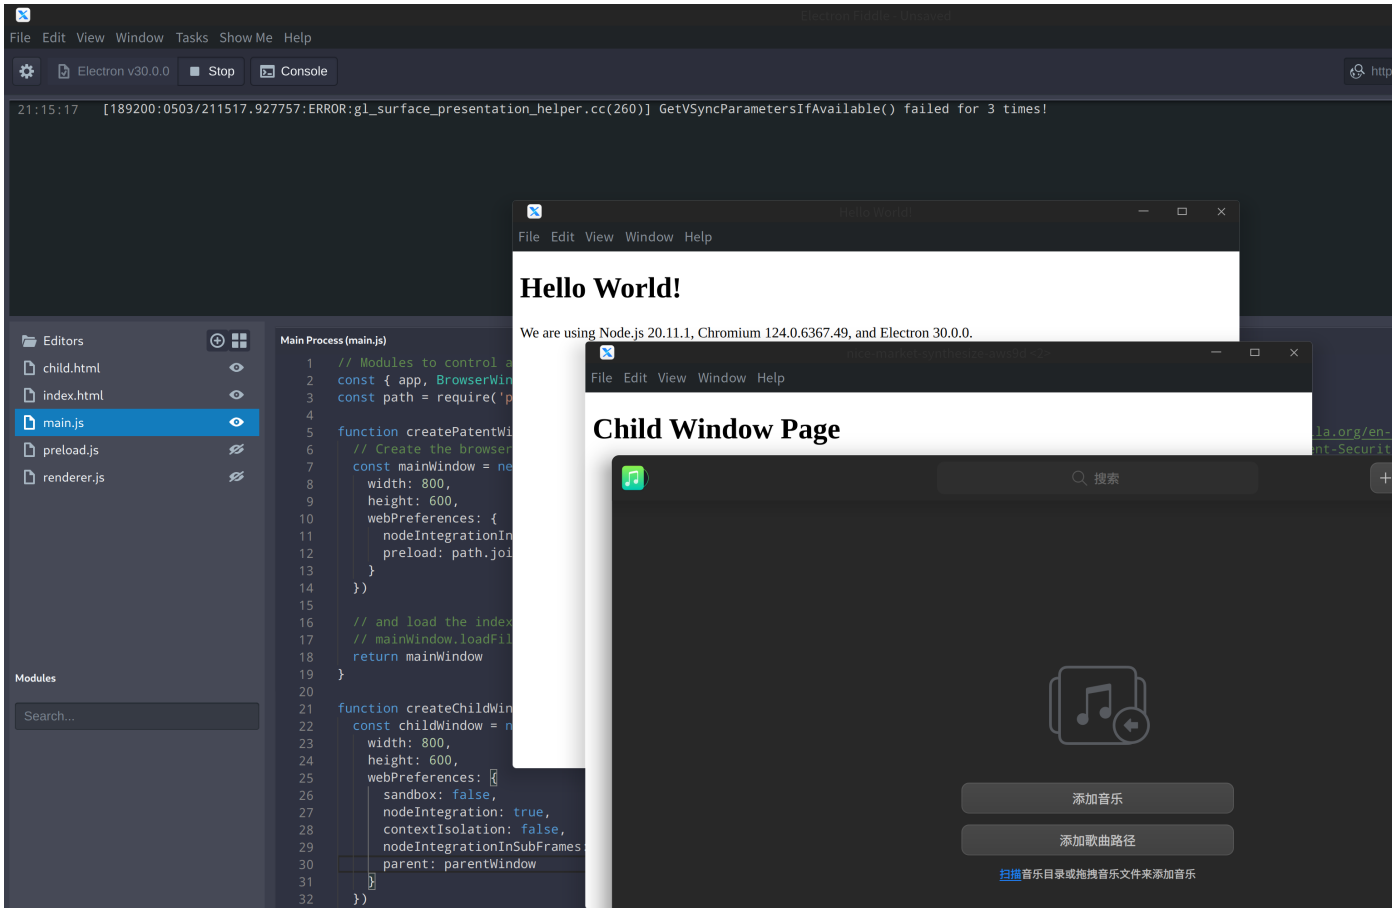 Electron Fiddle - Unsaved
File Edit View Window Tasks Show Me Help
Electron v30.0.0 Stop Console http
21:15:17 [189200:0503/211517.927757:ERROR:gl_surface_presentation_helper.cc(260)] GetVSyncParametersIfAvailable() failed for 3 times!
Hello World!
File Edit View Window Help
Hello World!
We are using Node.js 20.11.1, Chromium 124.0.6367.49, and Electron 30.0.0.
File Edit View Window Help
Child Window Page
搜索
添加音乐
添加歌曲路径
扫描音乐目录或拖拽音乐文件来添加音乐
Editors
child.html
index.html
main.js
preload.js
renderer.js
Modules
Search...
Main Process (main.js)
1 // Modules to control a
2 const { app, BrowserWin
3 const path = require('p
4
5 function createPatentWi
6 // Create the browser
7 const mainWindow = ne
8 width: 800,
9 height: 600,
10 webPreferences: {
11 nodeIntegrationIn
12 preload: path.joi
13 }
14 })
15
16 // and load the index
17 // mainWindow.loadFil
18 return mainWindow
19 }
20
21 function createChildWin
22 const childWindow = n
23 width: 800,
24 height: 600,
25 webPreferences: {
26 sandbox: false,
27 nodeIntegration: true,
28 contextIsolation: false,
29 nodeIntegrationInSubFrames:
30 parent: parentWindow
31 }
32 })
la.org/en-
nt-Securit